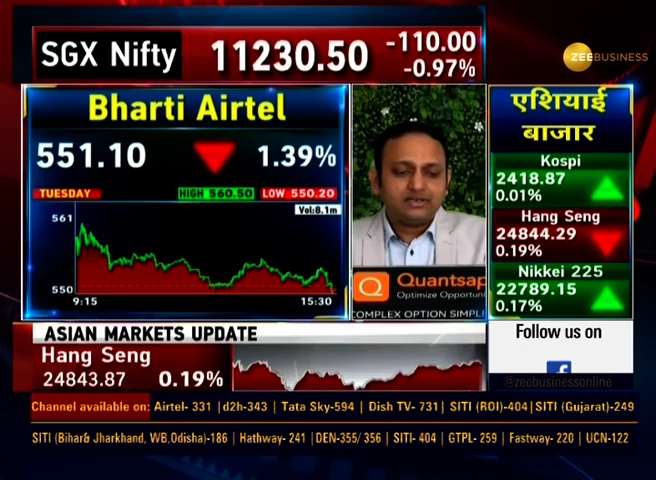 SGX Nifty 11230.50 -110.00
-0.97%
ZEEBUSINESS
Bharti Airtel
551.10 1.39%
TUESDAY HIGH 560.50 LOW 550.20
Vol:8.1m
561
550
9:15 15:30
Quantsap
Optimize Opportuni
COMPLEX OPTION SIMPLI
एशियाई
बाजार
Kospi
2418.87
0.01%
Hang Seng
24844.29
0.19%
Nikkei 225
22789.15
0.17%
ASIAN MARKETS UPDATE
Hang Seng
24843.87 0.19%
Follow us on
@zeebusinessonline
Channel available on: Airtel- 331 |d2h-343 | Tata Sky-594 | Dish TV- 731| SITI (ROI)-404|SITI (Gujarat)-249
SITI (Bihar& Jharkhand, WB,Odisha)-186 | Hathway- 241 |DEN-355/ 356 | SITI- 404 | GTPL- 259 | Fastway- 220 | UCN-122